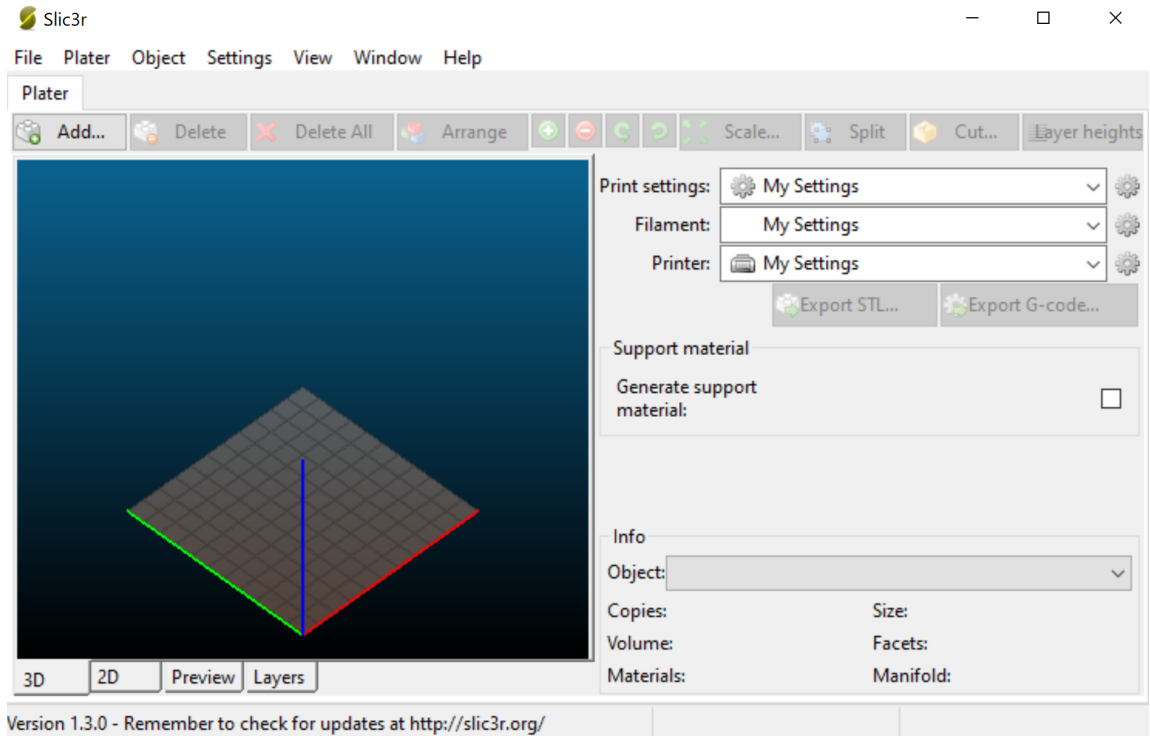 Slic3r
File Plater Object Settings View Window Help
Plater
Add... Delete Delete All Arrange Scale... Split Cut... Layer heights
Print settings: My Settings
Filament: My Settings
Printer: My Settings
Export STL... Export G-code...
Support material
Generate support
material:
Info
Object:
Copies: Size:
Volume: Facets:
Materials: Manifold:
3D 2D Preview Layers
Version 1.3.0 - Remember to check for updates at http://slic3r.org/